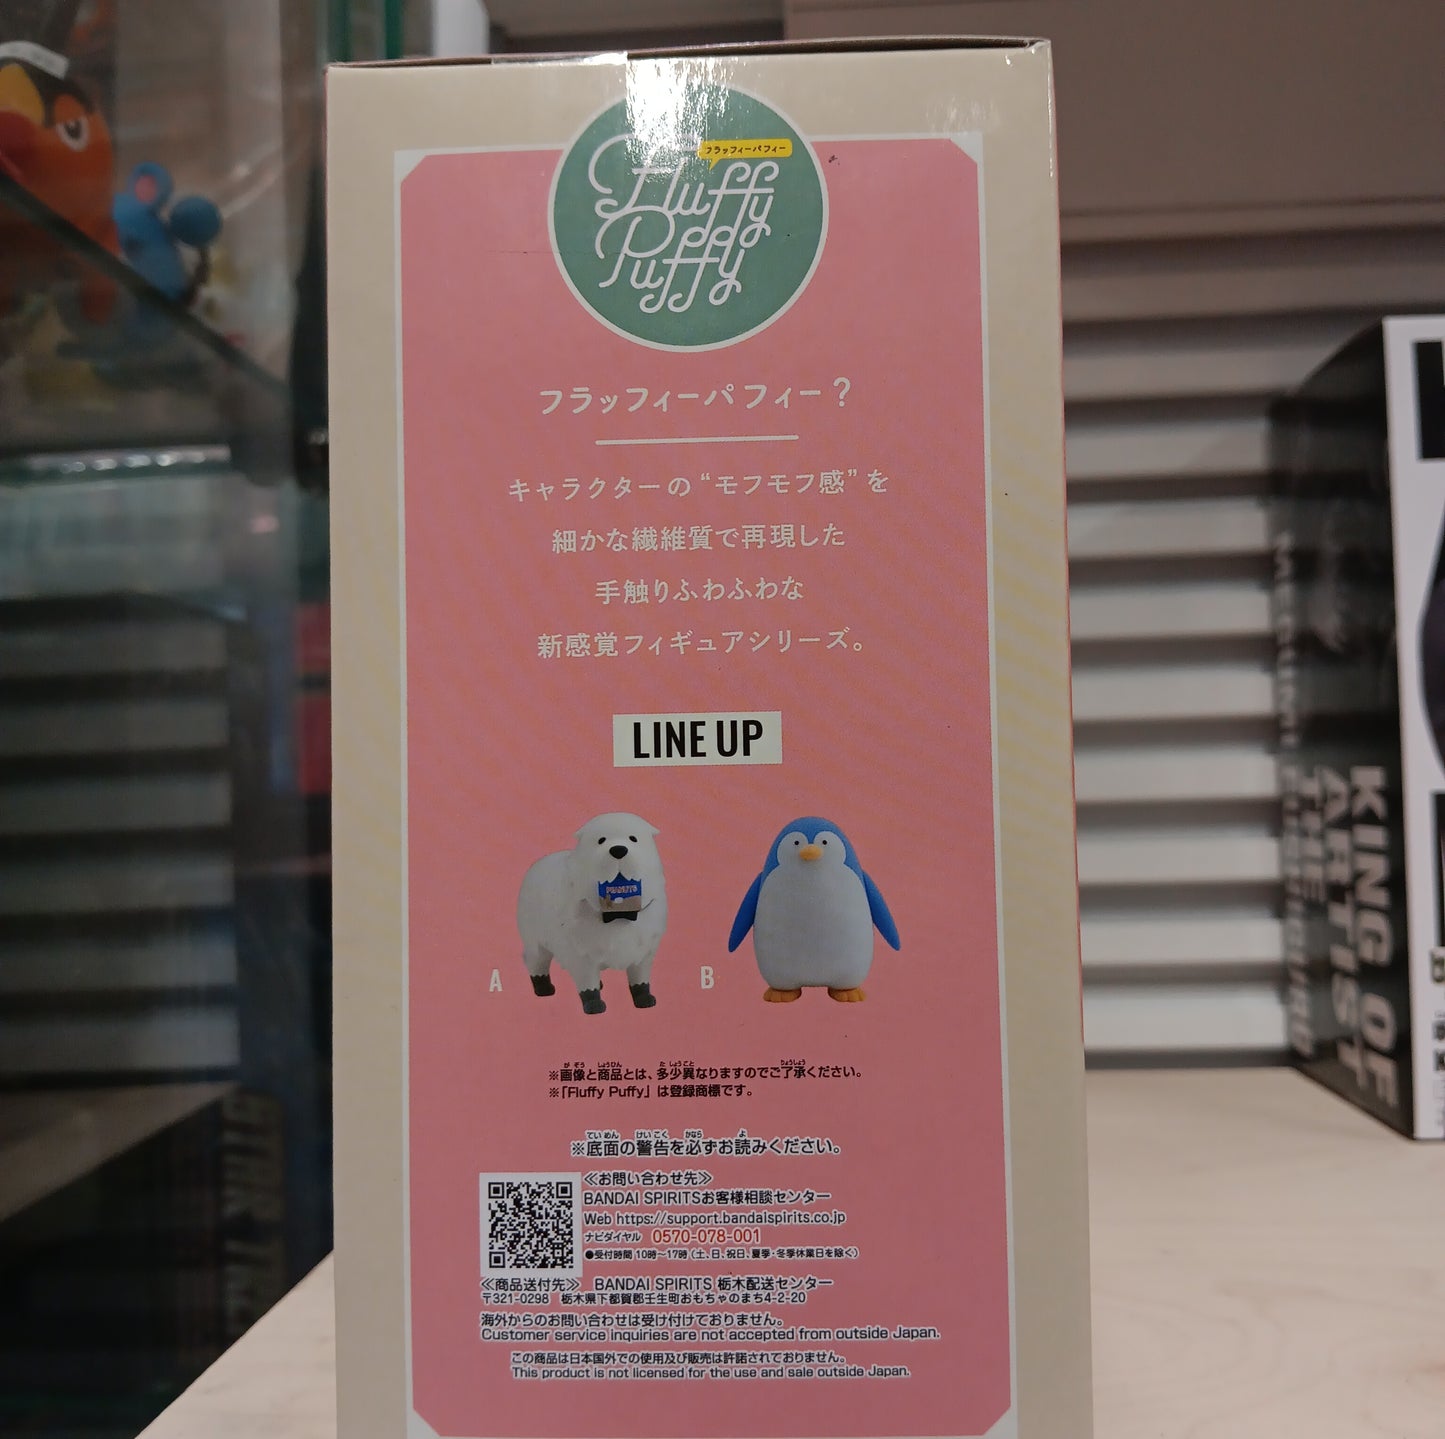 フラッフィーパフィー
Fluffy
Puffy
フラッフィーパフィー？
キャラクターの“モフモフ感”を
細かな繊維質で再現した
手触りふわふわな
新感覚フィギュアシリーズ。
LINE UP
PEANUTS
A
B
※画像と商品とは、多少異なりますのでご了承ください。
※「Fluffy Puffy」は登録商標です。
※底面の警告を必ずお読みください。
≪お問い合わせ先≫
BANDAI SPIRITSお客様相談センター
Web https://support.bandaispirits.co.jp
ナビダイヤル 0570-078-001
●受付時間 10時〜17時（土、日、祝日、夏季・冬季休業日を除く）
≪商品送付先≫ BANDAI SPIRITS 栃木配送センター
〒321-0298 栃木県下都賀郡壬生町おもちゃのまち4-2-20
海外からのお問い合わせは受け付けておりません。
Customer service inquiries are not accepted from outside Japan.
この商品は日本国外での使用及び販売は許諾されておりません。
This product is not licensed for the use and sale outside Japan.
KING OF
ARTIST